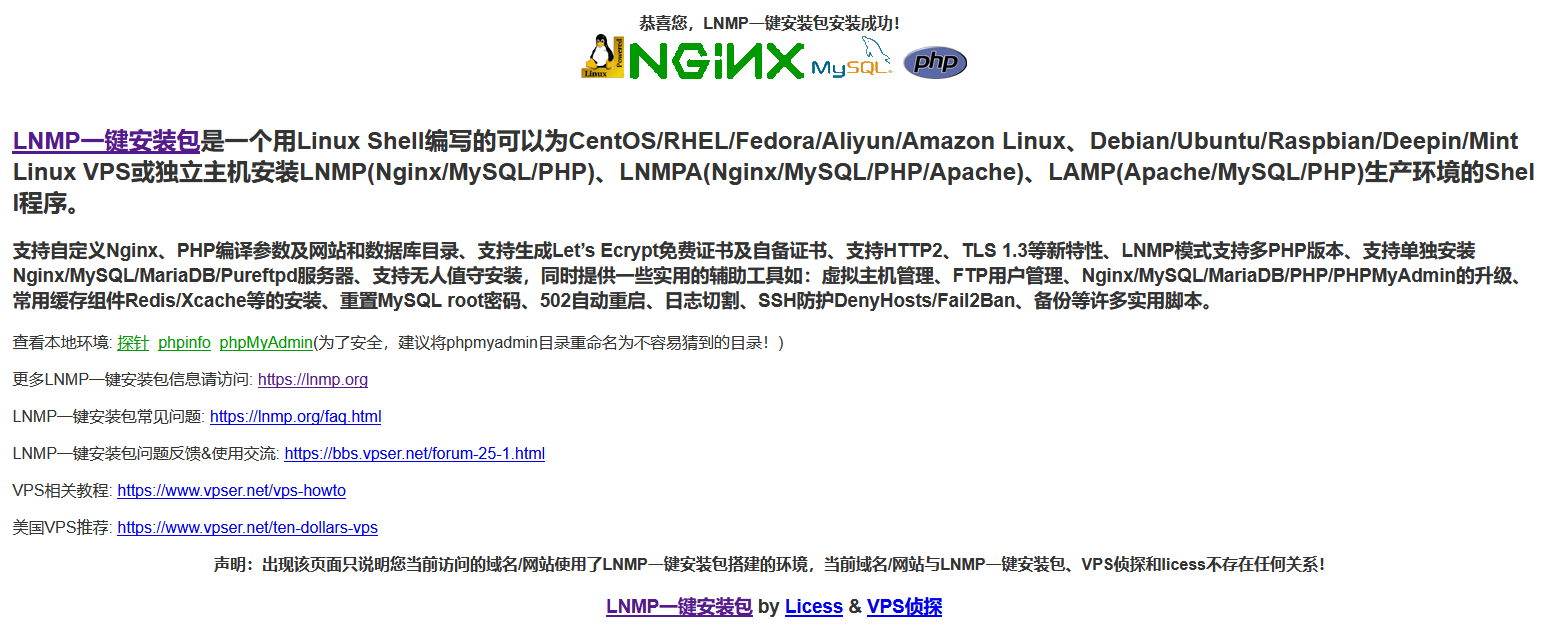 恭喜您，LNMP一键安装包安装成功！
Linux Powered NGINX MySQL php
LNMP一键安装包是一个用Linux Shell编写的可以为CentOS/RHEL/Fedora/Aliyun/Amazon Linux、Debian/Ubuntu/Raspbian/Deepin/Mint
Linux VPS或独立主机安装LNMP(Nginx/MySQL/PHP)、LNMPA(Nginx/MySQL/PHP/Apache)、LAMP(Apache/MySQL/PHP)生产环境的Shel
l程序。
支持自定义Nginx、PHP编译参数及网站和数据库目录、支持生成Let’s Ecrypt免费证书及自备证书、支持HTTP2、TLS 1.3等新特性、LNMP模式支持多PHP版本、支持单独安装
Nginx/MySQL/MariaDB/Pureftpd服务器、支持无人值守安装，同时提供一些实用的辅助工具如：虚拟主机管理、FTP用户管理、Nginx/MySQL/MariaDB/PHP/PHPMyAdmin的升级、
常用缓存组件Redis/Xcache等的安装、重置MySQL root密码、502自动重启、日志切割、SSH防护DenyHosts/Fail2Ban、备份等许多实用脚本。
查看本地环境: 探针 phpinfo phpMyAdmin(为了安全，建议将phpmyadmin目录重命名为不容易猜到的目录！)
更多LNMP一键安装包信息请访问: https://lnmp.org
LNMP一键安装包常见问题: https://lnmp.org/faq.html
LNMP一键安装包问题反馈&使用交流: https://bbs.vpser.net/forum-25-1.html
VPS相关教程: https://www.vpser.net/vps-howto
美国VPS推荐: https://www.vpser.net/ten-dollars-vps
声明：出现该页面只说明您当前访问的域名/网站使用了LNMP一键安装包搭建的环境，当前域名/网站与LNMP一键安装包、VPS侦探和licess不存在任何关系！
LNMP一键安装包 by Licess & VPS侦探